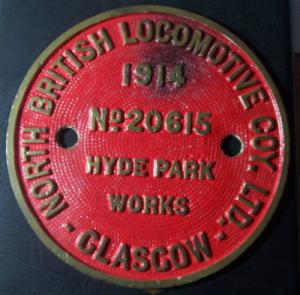 NORTH BRITISH LOCOMOTIVE COY. LTD.
1914
No 20615
HYDE PARK
WORKS
- GLASGOW -